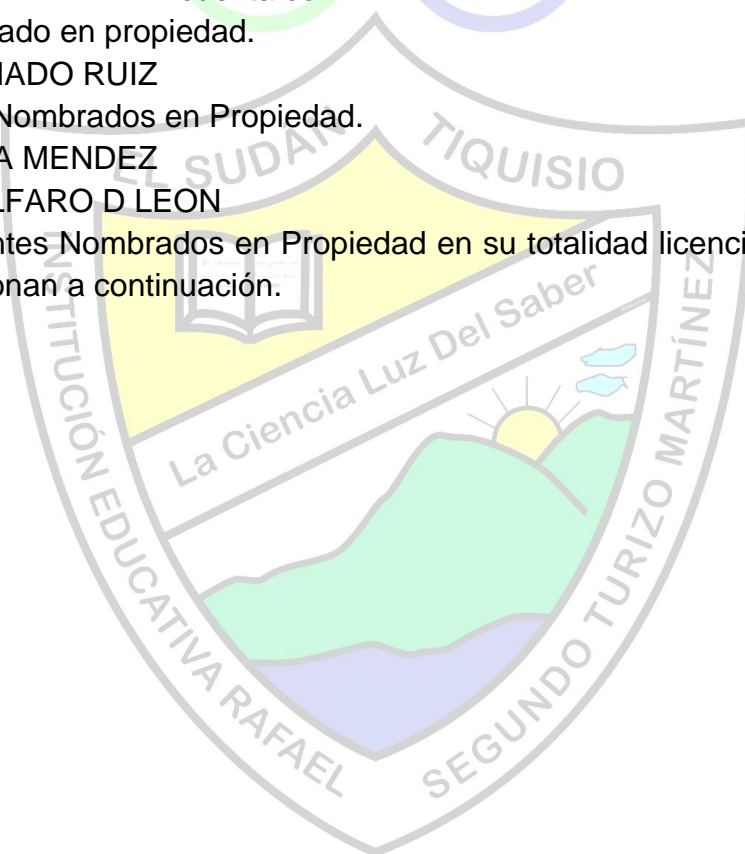 ado en propiedad.
IADO RUIZ
Nombrados en Propiedad.
A MENDEZ
LFARO D LEON
ntes Nombrados en Propiedad en su totalidad licenci
onan a continuación.
EL SUDAN TIQUISIO
INSTITUCIÓN EDUCATIVA RAFAEL SEGUNDO TURIZO MARTÍNEZ
La Ciencia Luz Del Saber